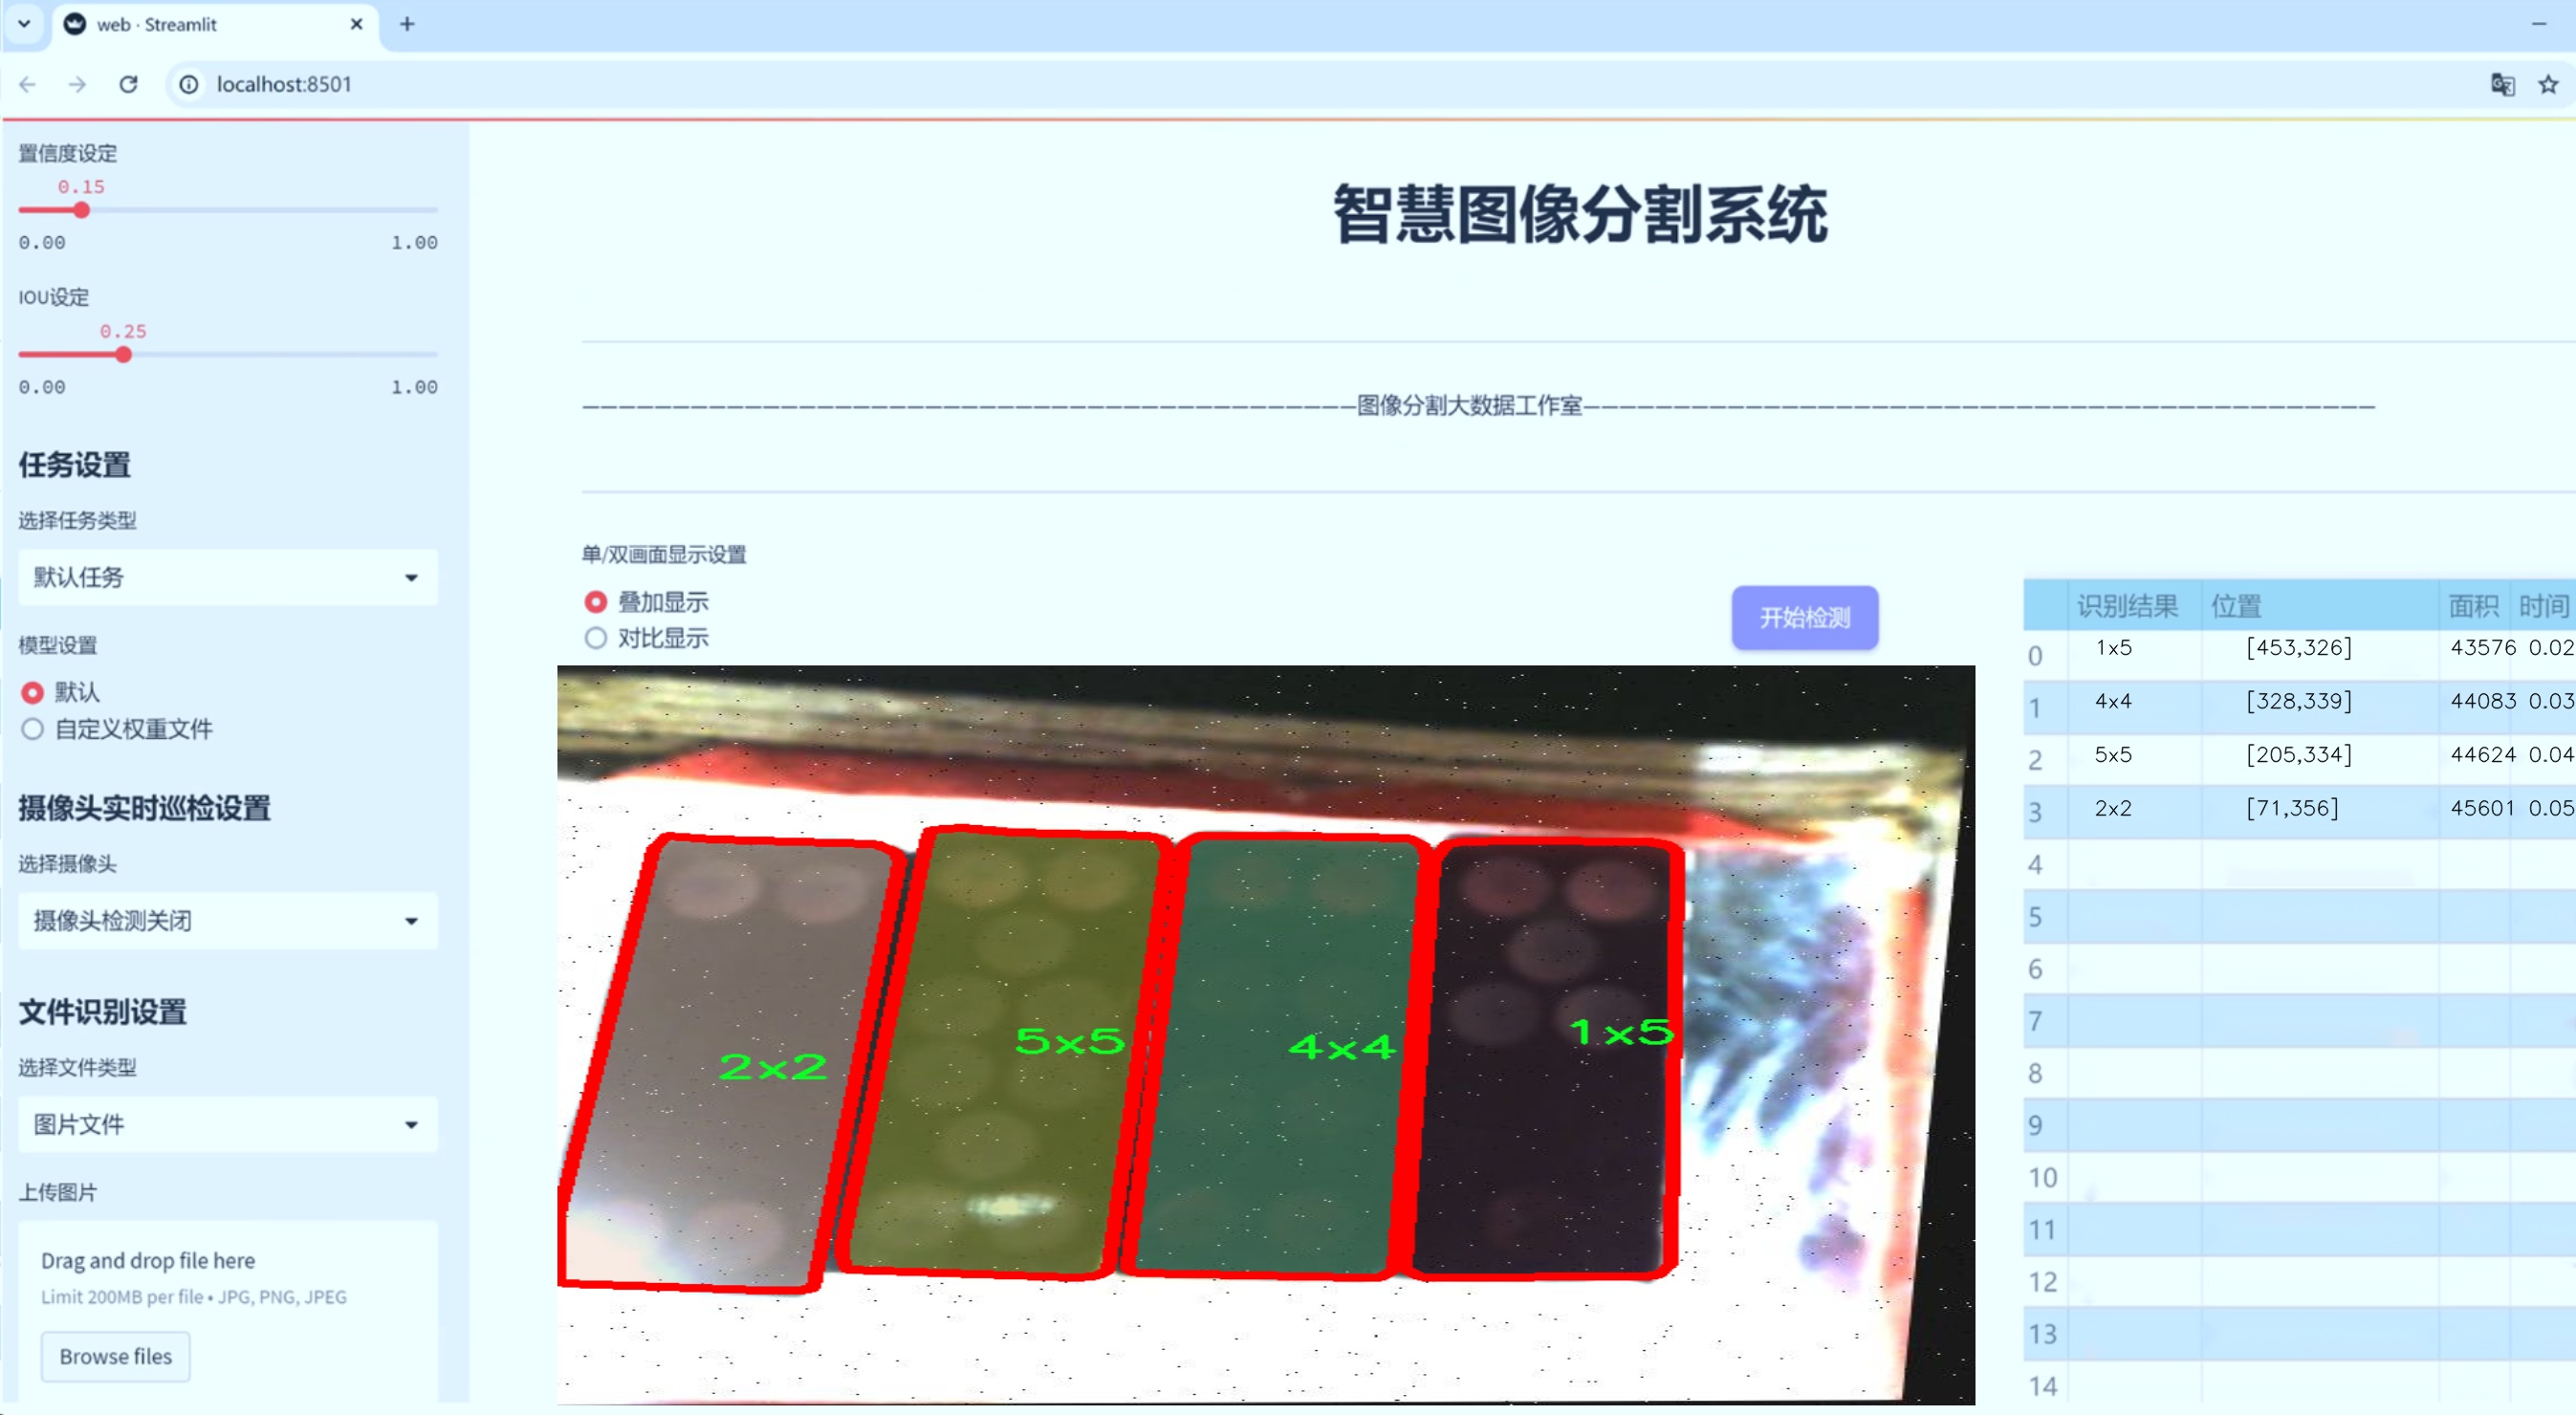 web · Streamlit
localhost:8501
置信度设定
0.15
0.00 1.00
IOU设定
0.25
0.00 1.00
任务设置
选择任务类型
默认任务
模型设置
默认
自定义权重文件
摄像头实时巡检设置
选择摄像头
摄像头检测关闭
文件识别设置
选择文件类型
图片文件
上传图片
Drag and drop file here
Limit 200MB per file • JPG, PNG, JPEG
Browse files
智慧图像分割系统
图像分割大数据工作室
单/双画面显示设置
叠加显示
对比显示
开始检测
2x2
5x5
4x4
1x5
识别结果 位置 面积 时间
0 1x5 [453,326] 43576 0.02
1 4x4 [328,339] 44083 0.03
2 5x5 [205,334] 44624 0.04
3 2x2 [71,356] 45601 0.05
4
5
6
7
8
9
10
11
12
13
14